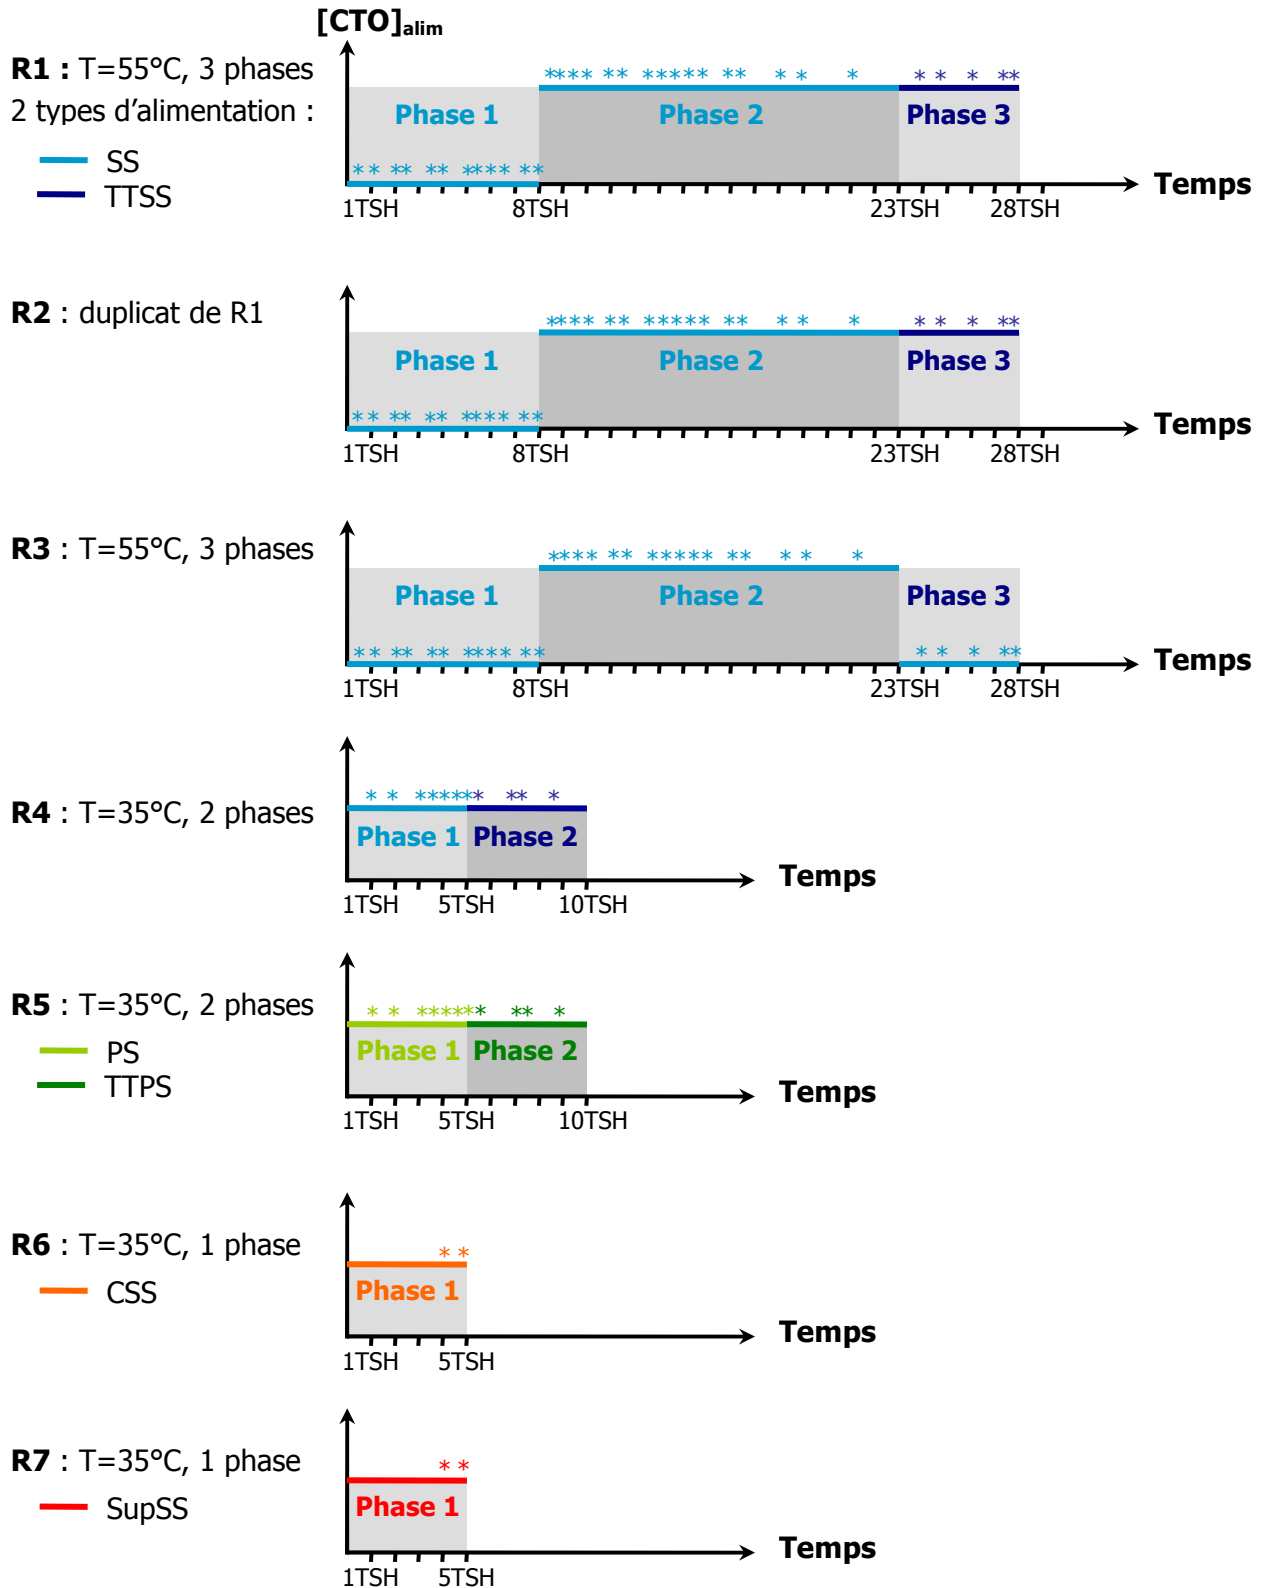 [CTO]alim
R1 : T=55°C, 3 phases
2 types d'alimentation :
SS
TTSS
**** ** ***** ** * * * * * * **
Phase 1 Phase 2 Phase 3
** ** ** **** **
Temps
1TSH 8TSH 23TSH 28TSH
R2 : duplicat de R1
**** ** ***** ** * * * * * * **
Phase 1 Phase 2 Phase 3
** ** ** **** **
Temps
1TSH 8TSH 23TSH 28TSH
R3 : T=55°C, 3 phases
**** ** ***** ** * * *
Phase 1 Phase 2 Phase 3
** ** ** **** ** * * * **
Temps
1TSH 8TSH 23TSH 28TSH
R4 : T=35°C, 2 phases
* * ****** ** *
Phase 1 Phase 2
Temps
1TSH 5TSH 10TSH
R5 : T=35°C, 2 phases
PS
TTPS
* * ****** ** *
Phase 1 Phase 2
Temps
1TSH 5TSH 10TSH
R6 : T=35°C, 1 phase
CSS
* *
Phase 1
Temps
1TSH 5TSH
R7 : T=35°C, 1 phase
SupSS
* *
Phase 1
Temps
1TSH 5TSH